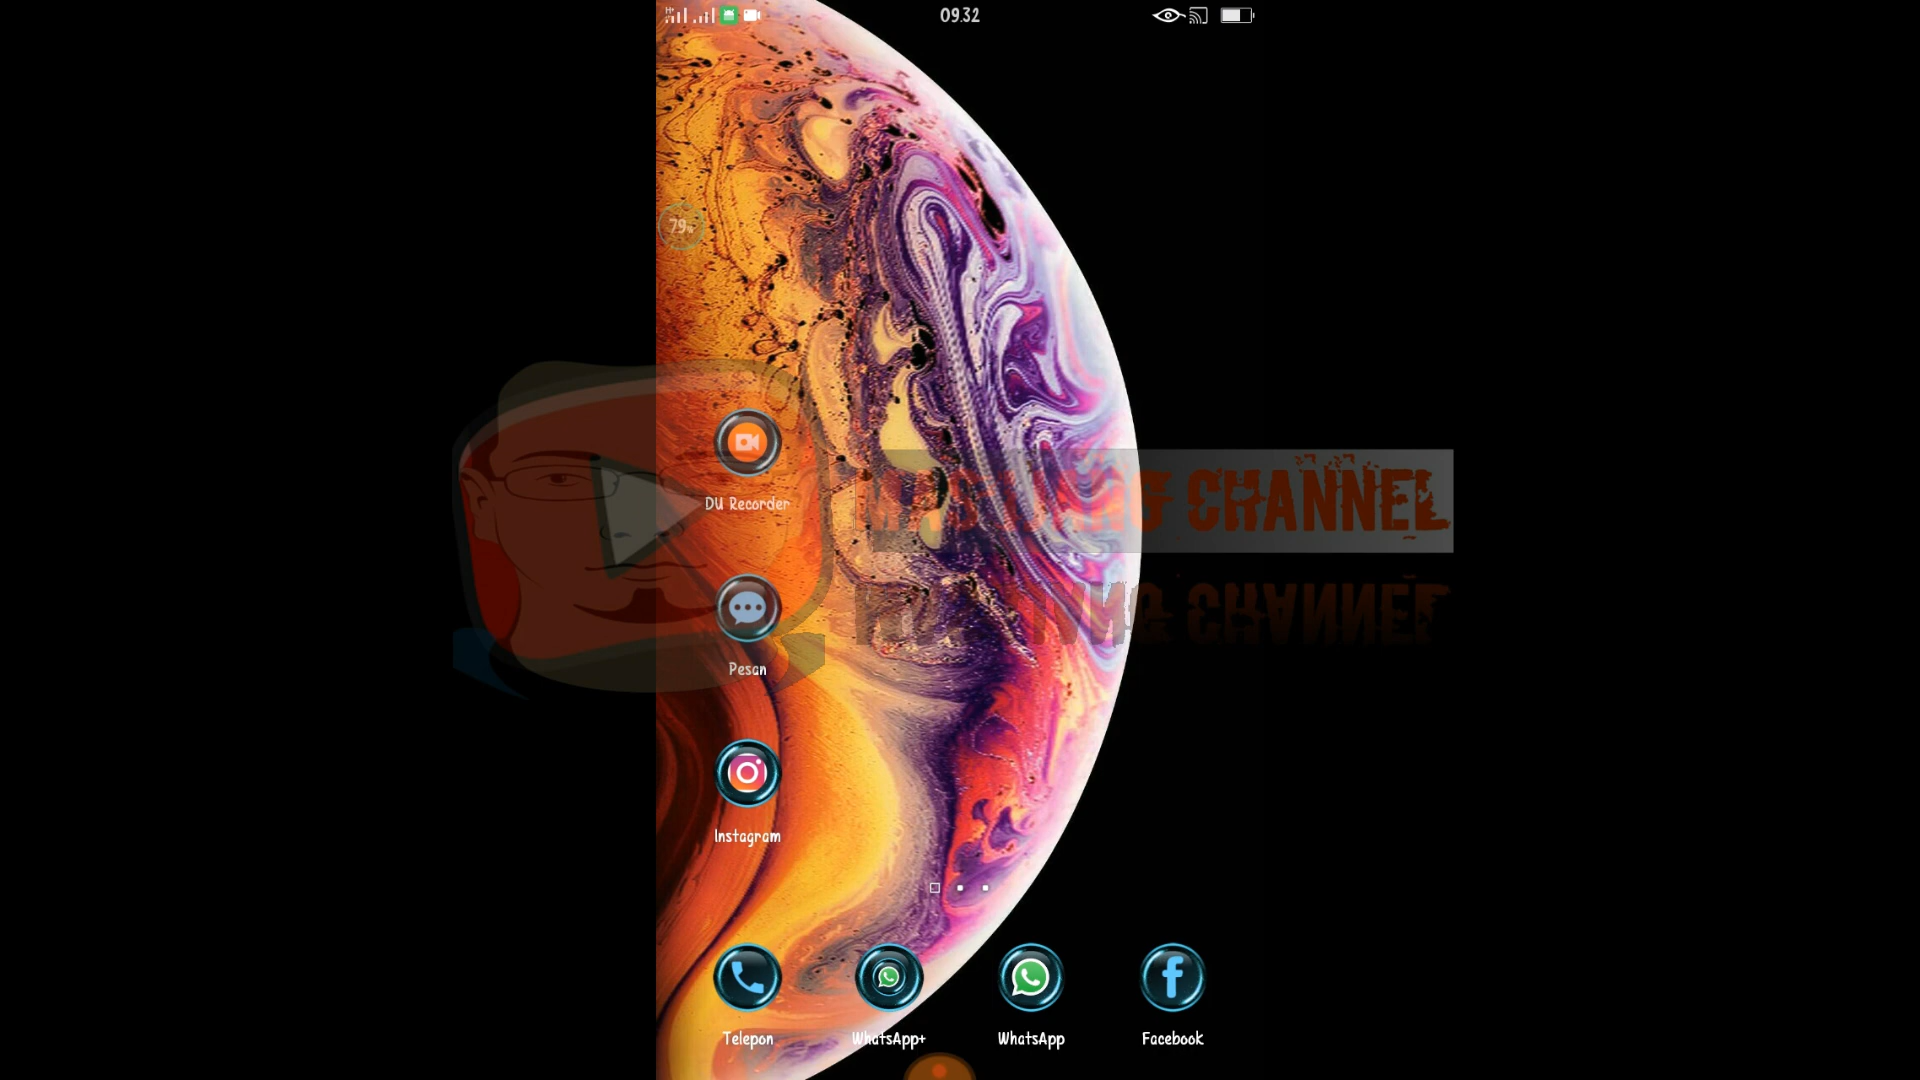 09.32
79%
DU Recorder
CHANNEL
Pesan
Instagram
Telepon
WhatsApp+
WhatsApp
Facebook